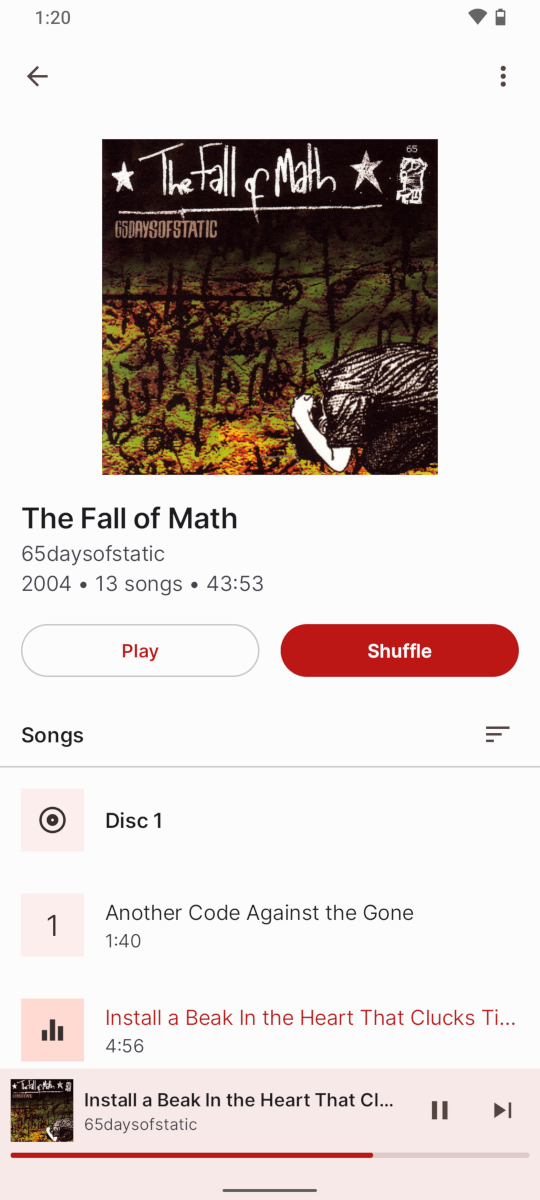 1:20
The Fall of Math
65
65DAYSOFSTATIC
The Fall of Math
65daysofstatic
2004 • 13 songs • 43:53
Play
Shuffle
Songs
Disc 1
1
Another Code Against the Gone
1:40
Install a Beak In the Heart That Clucks Ti...
4:56
Install a Beak In the Heart That Cl...
65daysofstatic